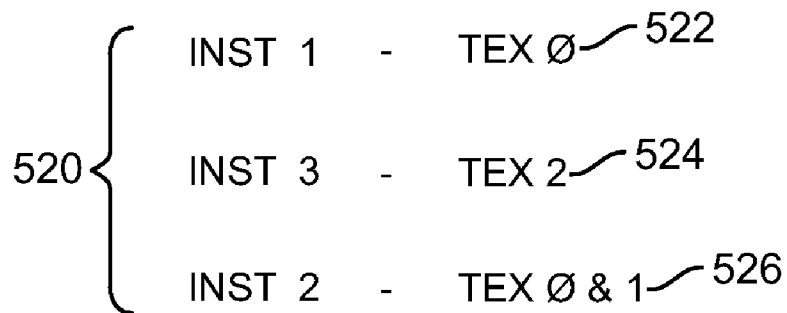 INST 1 - TEX Ø 522
520 INST 3 - TEX 2 524
INST 2 - TEX Ø & 1 526